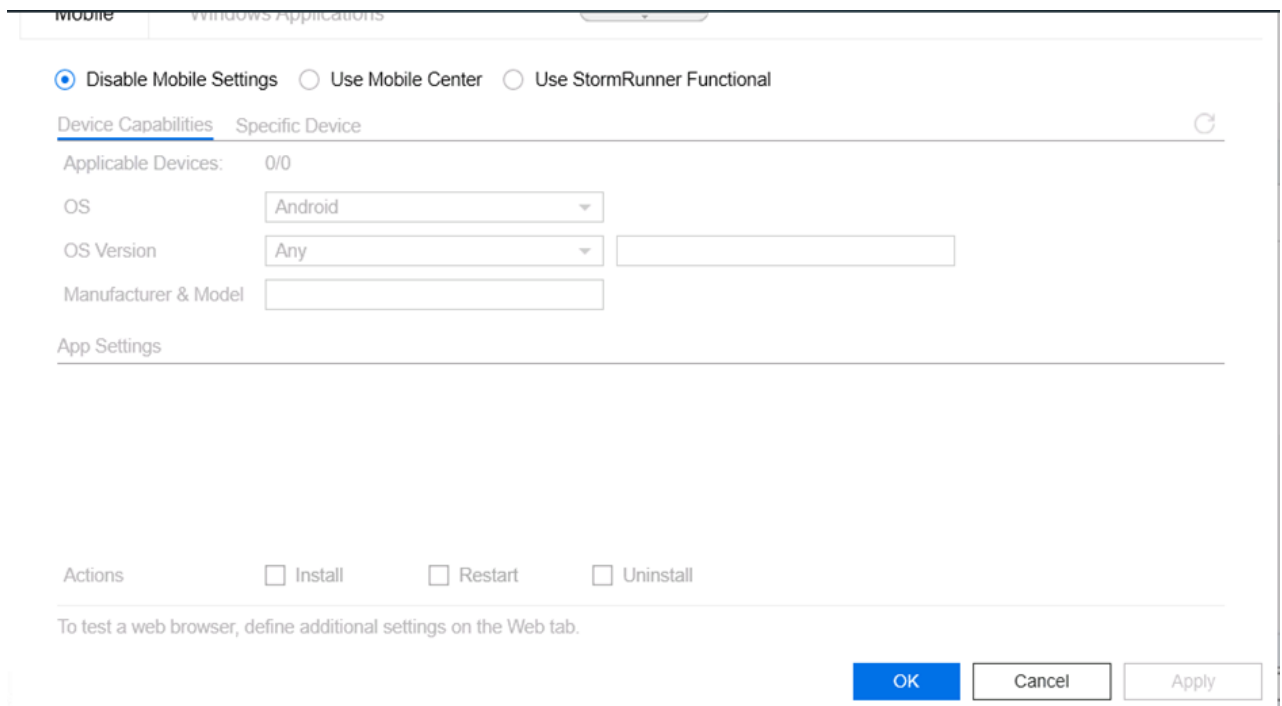 Mobile Windows Applications
Disable Mobile Settings Use Mobile Center Use StormRunner Functional
Device Capabilities Specific Device
Applicable Devices: 0/0
OS Android
OS Version Any
Manufacturer & Model
App Settings
Actions Install Restart Uninstall
To test a web browser, define additional settings on the Web tab.
OK Cancel Apply